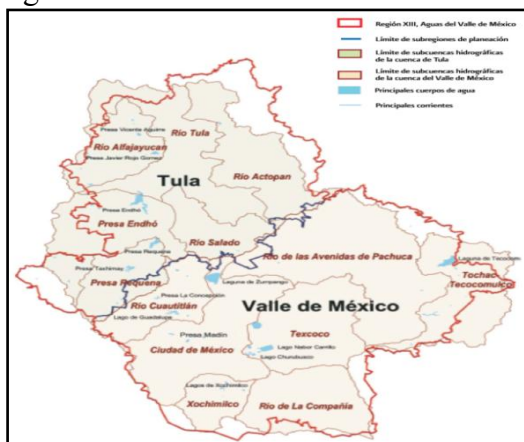 Región XIII, Aguas del Valle de México
Límite de subregiones de planeación
Límite de subcuencas hidrográficas
de la cuenca de Tula
Límite de subcuencas hidrográficas
de la cuenca del Valle de
México
Principales cuerpos de agua
Principales corrientes
Presa Vicente Aguirre
Río Tula
Río Alfajayucan
Presa Javier Rojo Gomez
Río Actopan
Tula
Presa Endhó
Presa Endhó
Río Salado
Presa Requena
Río de las Avenidas de Pachuca
Presa Taxhimay
Laguna de Tecocom
Presa Requena
Laguna de Zumpango
Tochac
Tecocomulco
Presa La Concepción
Río Cuautitlán
Valle de México
Lago de Guadalupe
Presa Madín
Texcoco
Ciudad de México
Lago Nabor Carrillo
Lago Churubusco
Lagos de Xochimilco
Xochimilco
Río de La Compañía